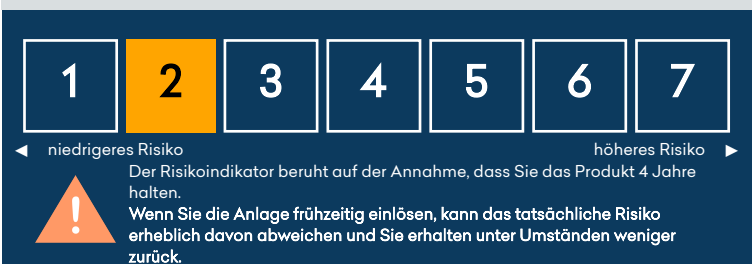 1 2 3 4 5 6 7
◄ niedrigeres Risiko höheres Risiko ►
Der Risikoindikator beruht auf der Annahme, dass Sie das Produkt 4 Jahre
halten.
Wenn Sie die Anlage frühzeitig einlösen, kann das tatsächliche Risiko
erheblich davon abweichen und Sie erhalten unter Umständen weniger
zurück.